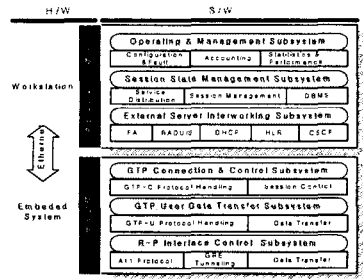 H/W
S/W
Operating & Management Subsystem
Configuration & Fault
Accounting
Statistics & Performance
Session State Management Subsystem
Service Distribution
Session Management
DBMS
Workstation
External Server Interworking Subsystem
FA
RADUIS
DHCP
HLR
CSCF
Ethernet
GTP Connection & Control Subsystem
GTP-C Protocol Handling
Session Control
GTP User Data Transfer Subsystem
Embeded System
GTP-U Protocol Handling
Data Transfer
R-P Interface Control Subsystem
A11 Protocol
GRE Tunneling
Data Transfer